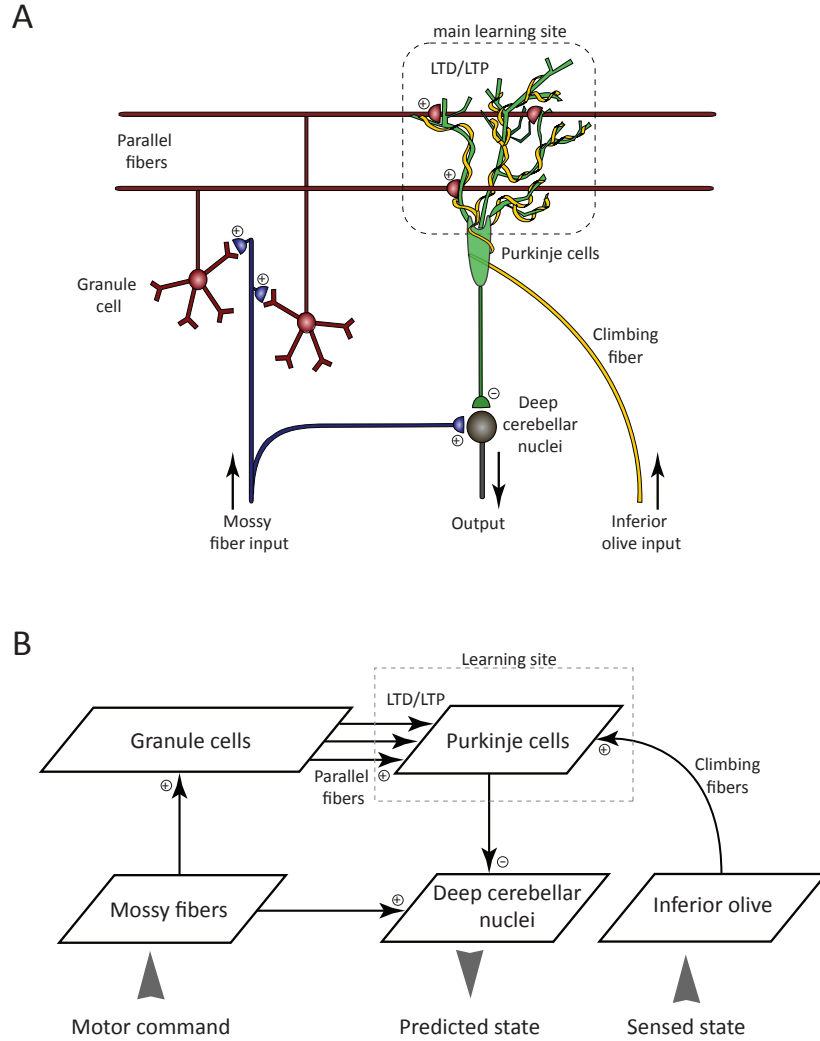 A
main learning site
LTD/LTP
+
+
Parallel
fibers
+
+
+
Purkinje cells
Granule
cell
Climbing
fiber
−
Deep
cerebellar
nuclei
+
Mossy
fiber input
Output
Inferior
olive input
B
Learning site
LTD/LTP
Granule cells
Purkinje cells
+
Parallel
fibers
+
+
Climbing
fibers
−
+
Mossy fibers
Deep cerebellar
nuclei
Inferior olive
Motor command
Predicted state
Sensed state